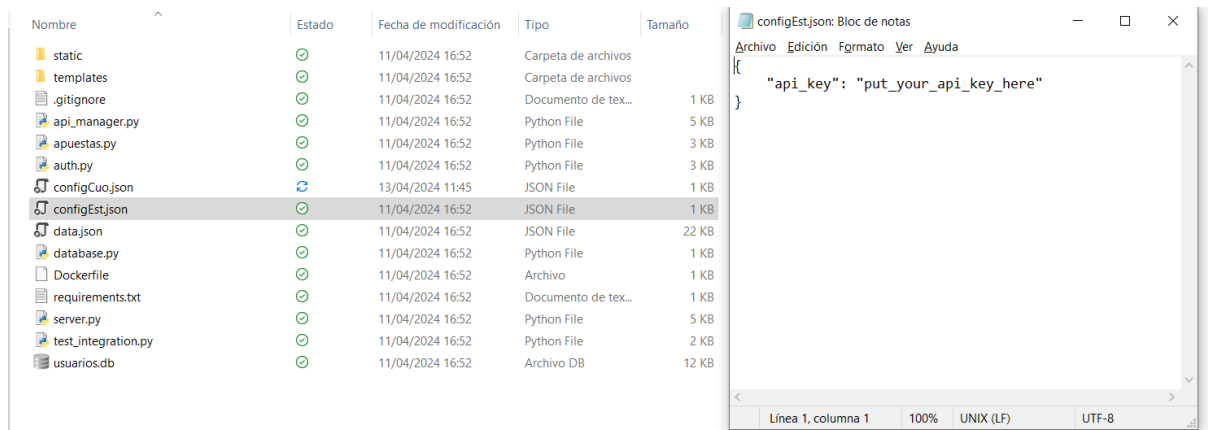 Nombre Estado Fecha de modificación Tipo Tamaño
static 11/04/2024 16:52 Carpeta de archivos
templates 11/04/2024 16:52 Carpeta de archivos
.gitignore 11/04/2024 16:52 Documento de tex... 1 KB
api_manager.py 11/04/2024 16:52 Python File 5 KB
apuestas.py 11/04/2024 16:52 Python File 3 KB
auth.py 11/04/2024 16:52 Python File 3 KB
configCuo.json 13/04/2024 11:45 JSON File 1 KB
configEst.json 11/04/2024 16:52 JSON File 1 KB
data.json 11/04/2024 16:52 JSON File 22 KB
database.py 11/04/2024 16:52 Python File 1 KB
Dockerfile 11/04/2024 16:52 Archivo 1 KB
requirements.txt 11/04/2024 16:52 Documento de tex... 1 KB
server.py 11/04/2024 16:52 Python File 5 KB
test_integration.py 11/04/2024 16:52 Python File 2 KB
usuarios.db 11/04/2024 16:52 Archivo DB 12 KB
configEst.json: Bloc de notas
Archivo Edición Formato Ver Ayuda
{
    "api_key": "put_your_api_key_here"
}
Línea 1, columna 1 100% UNIX (LF) UTF-8